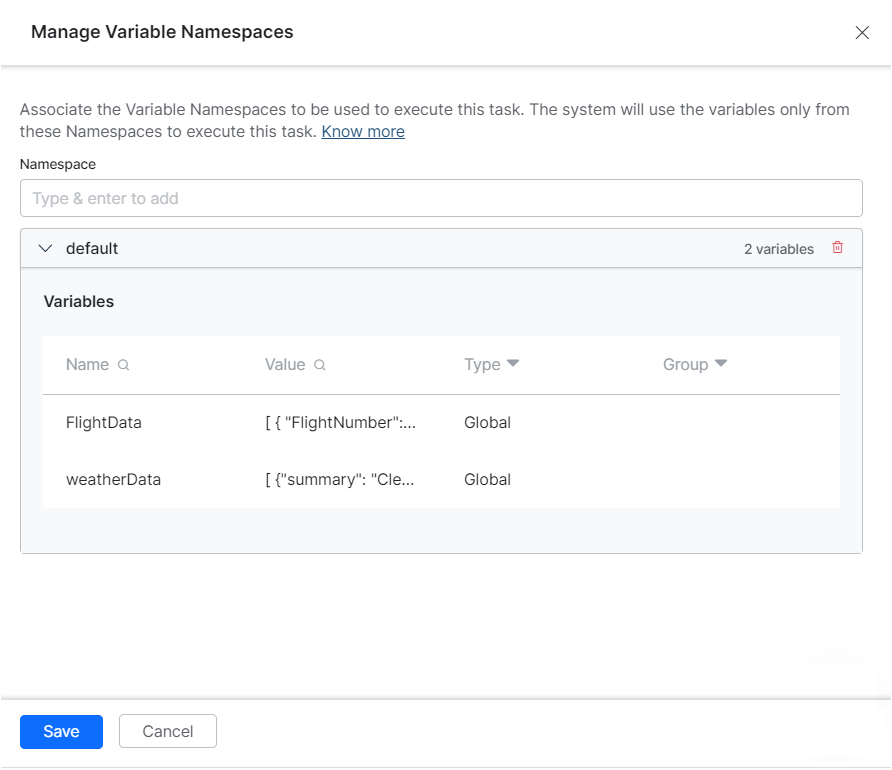 Manage Variable Namespaces
Associate the Variable Namespaces to be used to execute this task. The system will use the variables only from
these Namespaces to execute this task. Know more
Namespace
Type & enter to add
default 2 variables
Variables
Name Value Type Group
FlightData [ { "FlightNumber":... Global
weatherData [ {"summary": "Cle... Global
Save Cancel